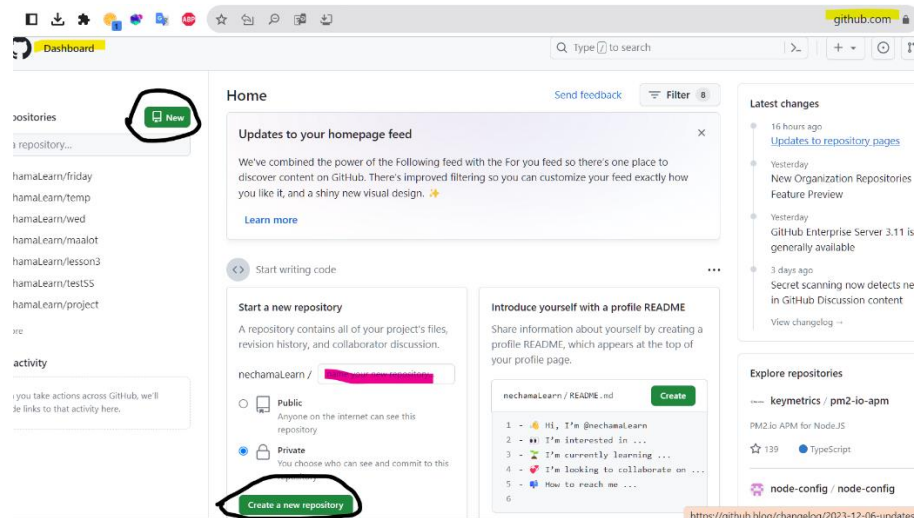 github.com
Dashboard
Type / to search
Repositories
New
a repository...
hamaLearn/friday
hamaLearn/temp
hamaLearn/wed
hamaLearn/maalot
hamaLearn/lesson3
hamaLearn/testSS
hamaLearn/project
activity
you take actions across GitHub, we'll
de links to that activity here.
Home
Send feedback
Filter 8
Updates to your homepage feed
We've combined the power of the Following feed with the For you feed so there's one place to
discover content on GitHub. There's improved filtering so you can customize your feed exactly how
you like it, and a shiny new visual design. ✨
Learn more
Start writing code
Start a new repository
A repository contains all of your project's files,
revision history, and collaborator discussion.
nechamaLearn /
Public
Anyone on the internet can see this
repository
Private
You choose who can see and commit to this
repository
Create a new repository
Introduce yourself with a profile README
Share information about yourself by creating a
profile README, which appears at the top of
your profile page.
nechamaLearn / README.md
Create
1 - 👋 Hi, I'm @nechamaLearn
2 - 👀 I'm interested in ...
3 - 🌱 I'm currently learning ...
4 - 💞️ I'm looking to collaborate on ...
5 - 📫 How to reach me ...
6
Latest changes
16 hours ago
Updates to repository pages
Yesterday
New Organization Repositories
Feature Preview
Yesterday
GitHub Enterprise Server 3.11 is
generally available
3 days ago
Secret scanning now detects ne
in GitHub Discussion content
View changelog →
Explore repositories
keymetrics / pm2-io-apm
PM2.io APM for Node.JS
139 TypeScript
node-config / node-config
https://github.blog/changelog/2023-12-06-updates